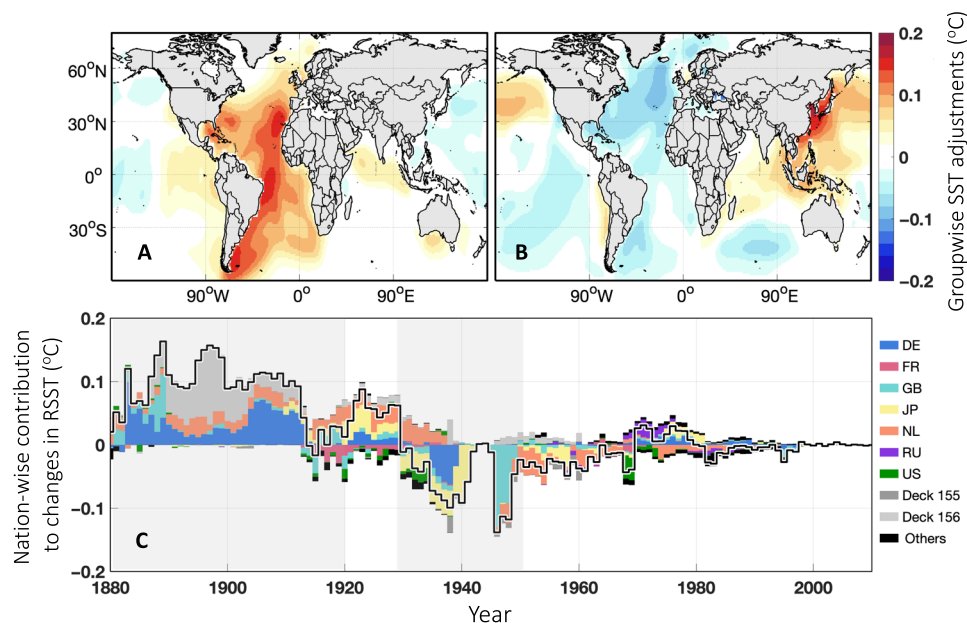 60°N
30°N
0°
30°S
A
B
90°W
0°
90°E
90°W
0°
90°E
0.2
0.1
0
−0.1
−0.2
Groupwise SST adjustments (°C)
Nation-wise contribution
to changes in RSST (°C)
0.2
0.1
0
−0.1
−0.2
C
1880
1900
1920
1940
1960
1980
2000
Year
DE
FR
GB
JP
NL
RU
US
Deck 155
Deck 156
Others